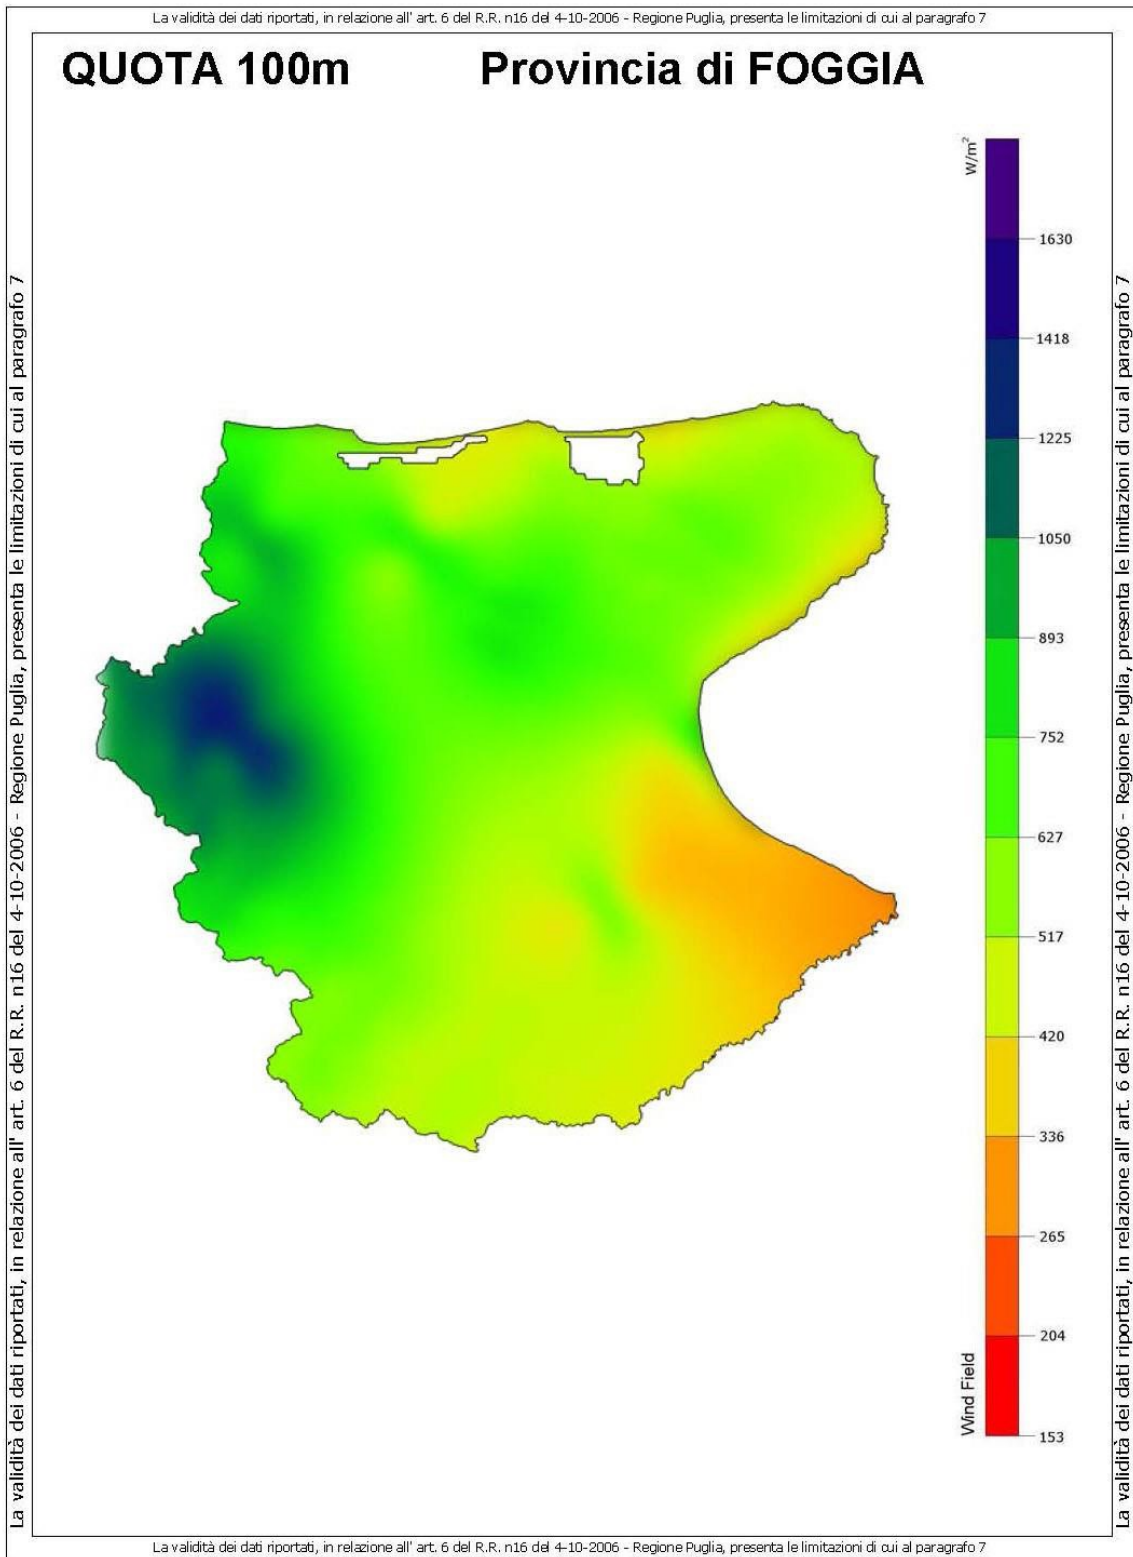 La validità dei dati riportati, in relazione all' art. 6 del R.R. n16 del 4-10-2006 - Regione Puglia, presenta le limitazioni di cui al paragrafo 7
QUOTA 100m Provincia di FOGGIA
W/m²
1630
1418
1225
1050
893
752
627
517
420
336
265
204
153
Wind Field
La validità dei dati riportati, in relazione all' art. 6 del R.R. n16 del 4-10-2006 - Regione Puglia, presenta le limitazioni di cui al paragrafo 7
La validità dei dati riportati, in relazione all' art. 6 del R.R. n16 del 4-10-2006 - Regione Puglia, presenta le limitazioni di cui al paragrafo 7
La validità dei dati riportati, in relazione all' art. 6 del R.R. n16 del 4-10-2006 - Regione Puglia, presenta le limitazioni di cui al paragrafo 7